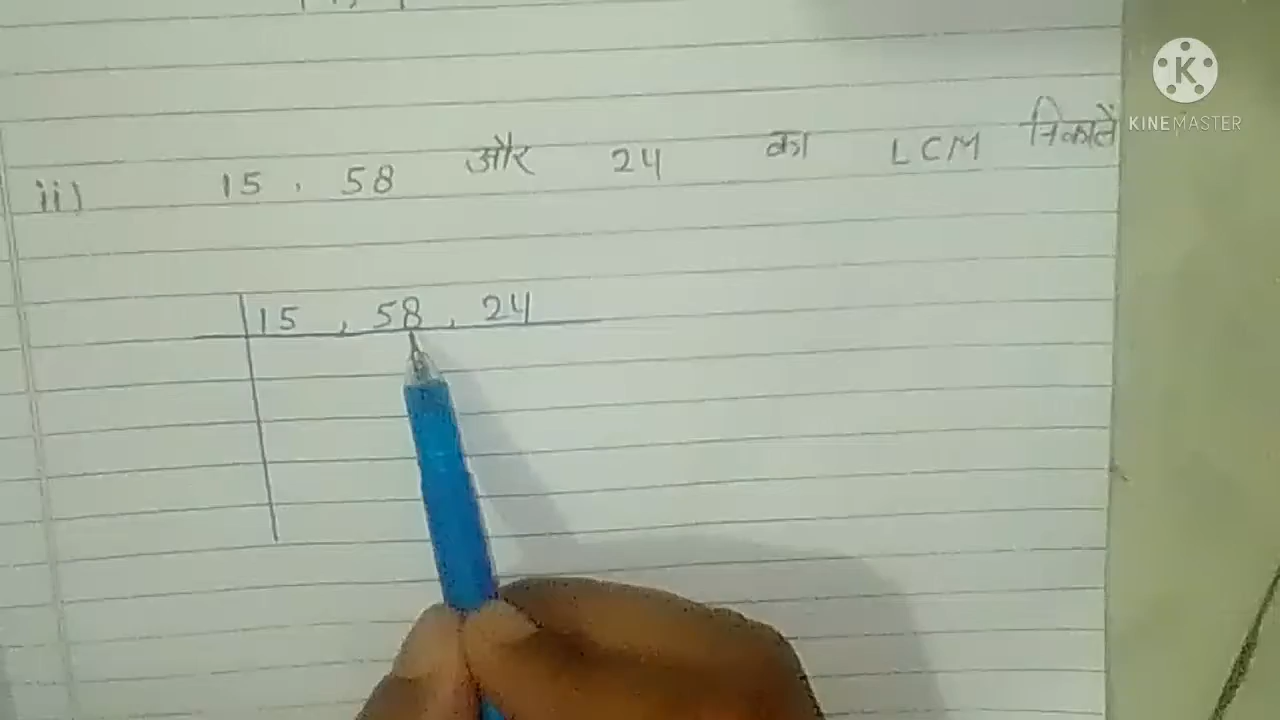 ii) 15, 58 और 24 का LCM निकालें
15, 58, 24
K
KINEMASTER